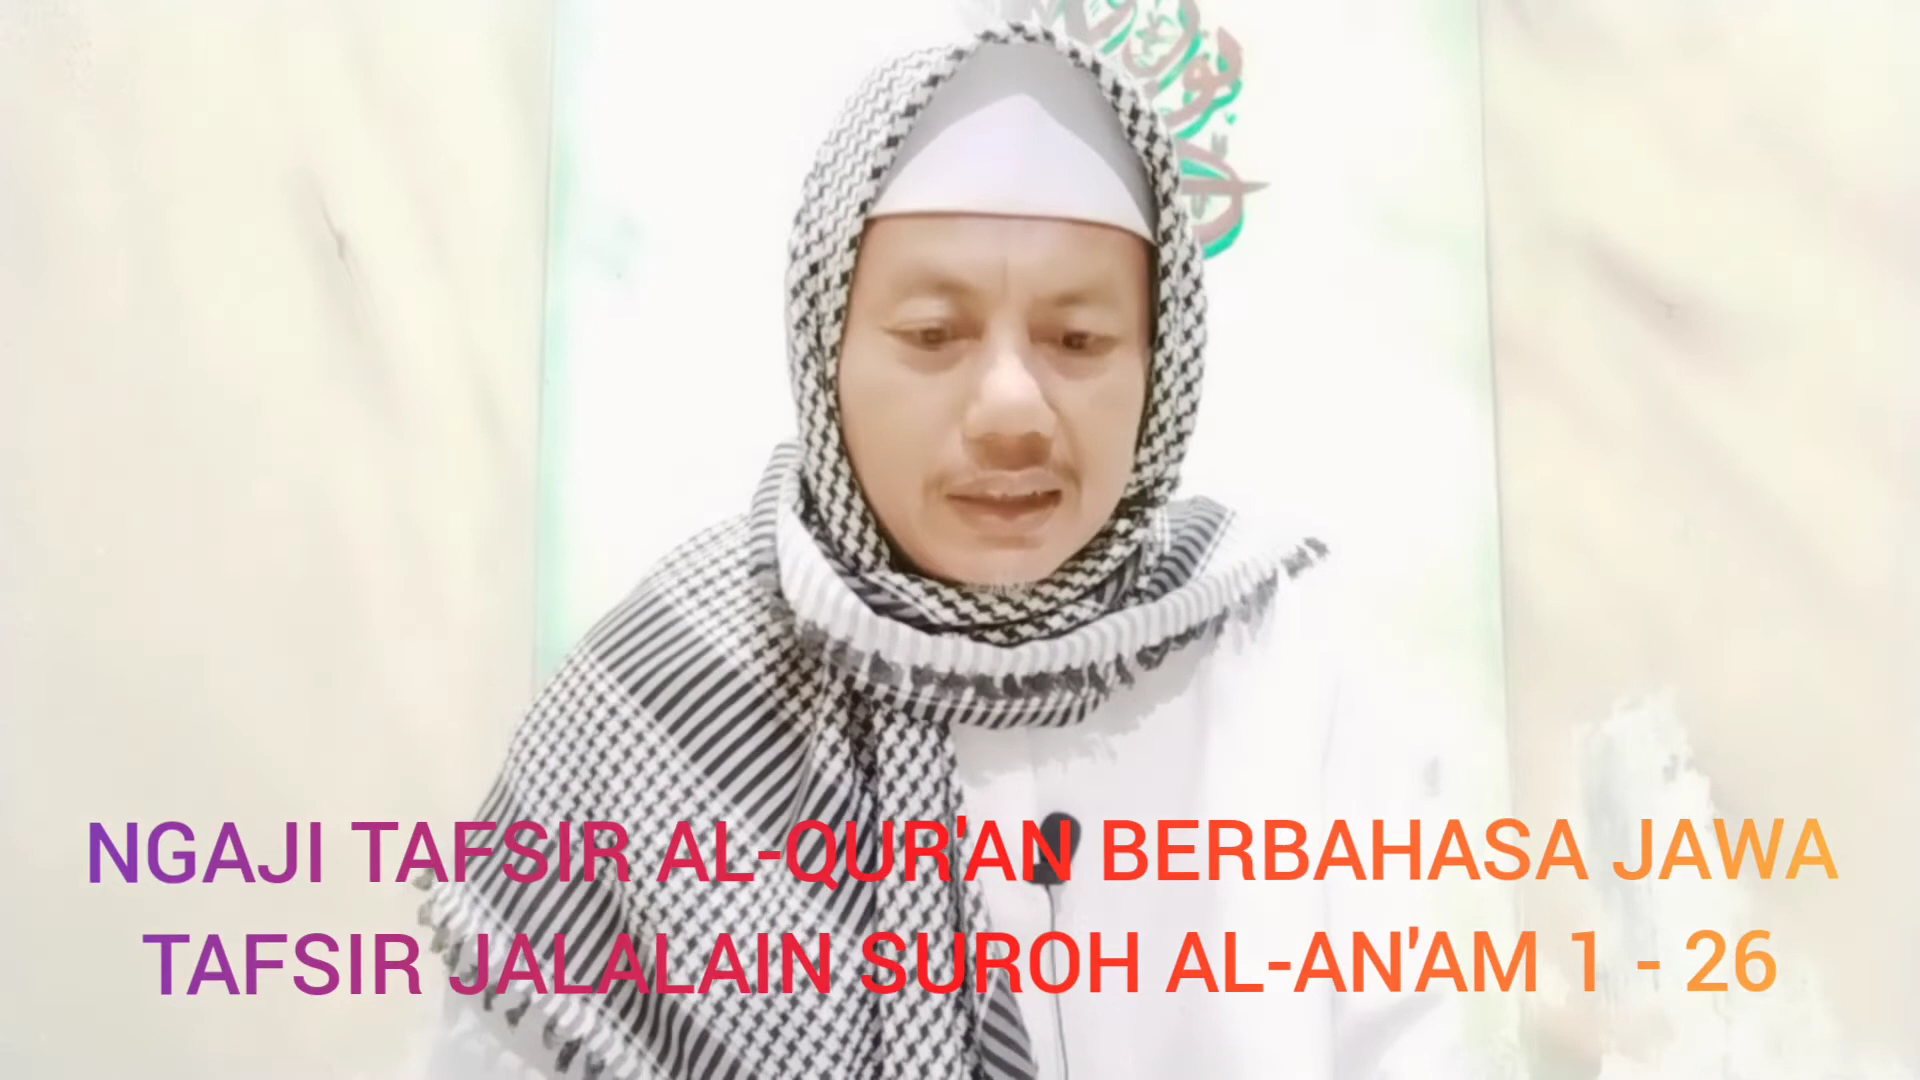 NGAJI TAFSIR AL-QUR'AN BERBAHASA JAWA
TAFSIR JALALAIN SUROH AL-AN'AM 1 - 26